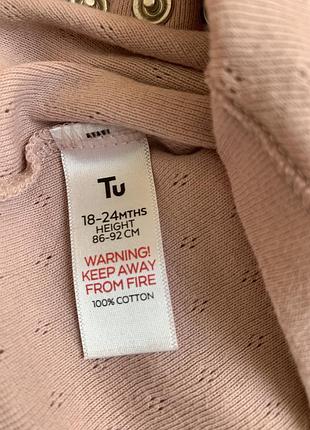 Tu
18-24MTHS
HEIGHT
86-92 CM
WARNING!
KEEP AWAY
FROM FIRE
100% COTTON